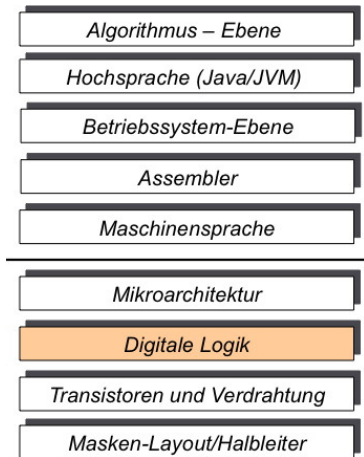 Algorithmus – Ebene
Hochsprache (Java/JVM)
Betriebssystem-Ebene
Assembler
Maschinensprache
Mikroarchitektur
Digitale Logik
Transistoren und Verdrahtung
Masken-Layout/Halbleiter